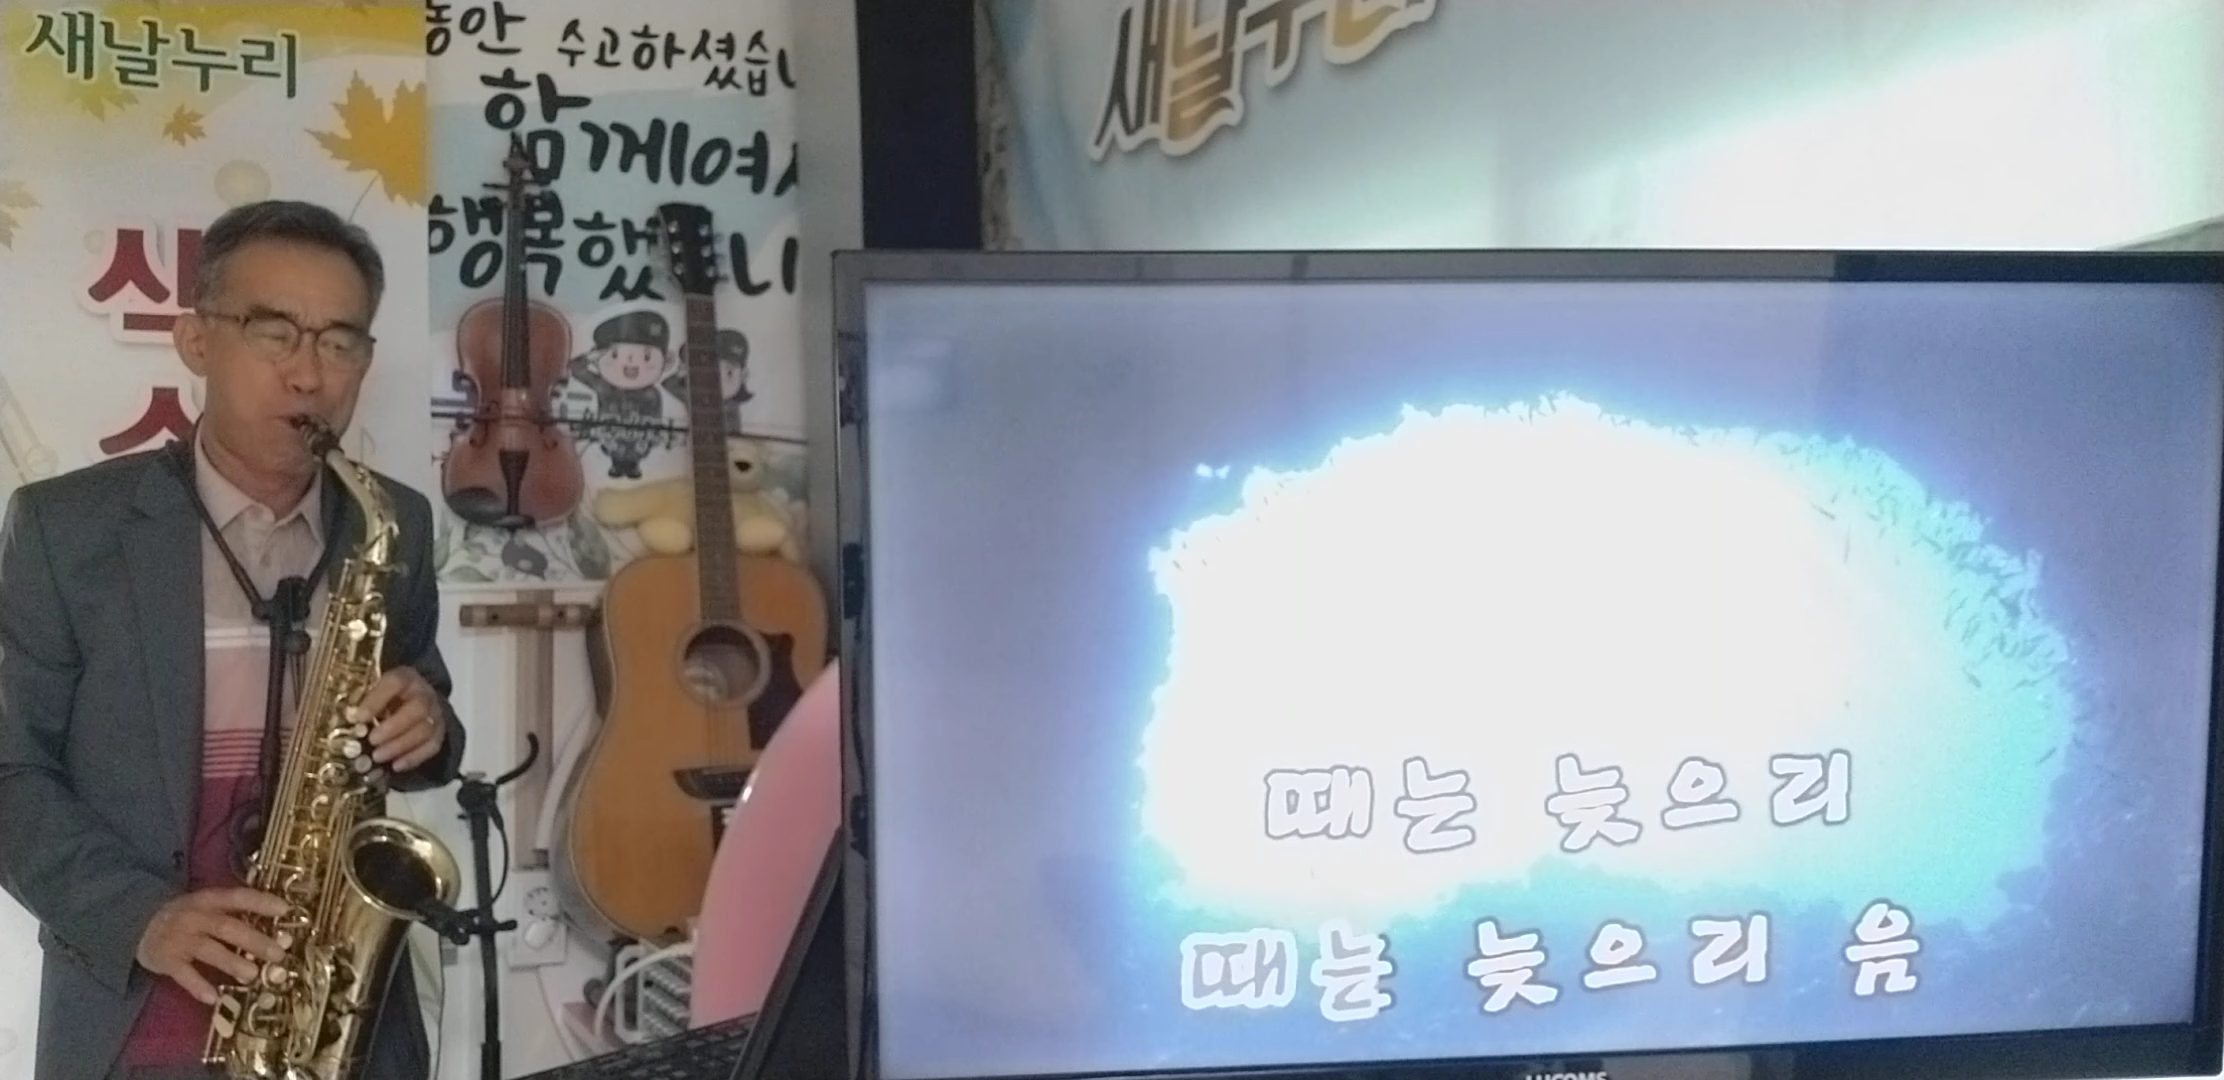 새날누리
동안 수고하셨습니
함께여서
행복했습니
새날누리
때는 늦으리
때는 늦으리 음
LUCOMS